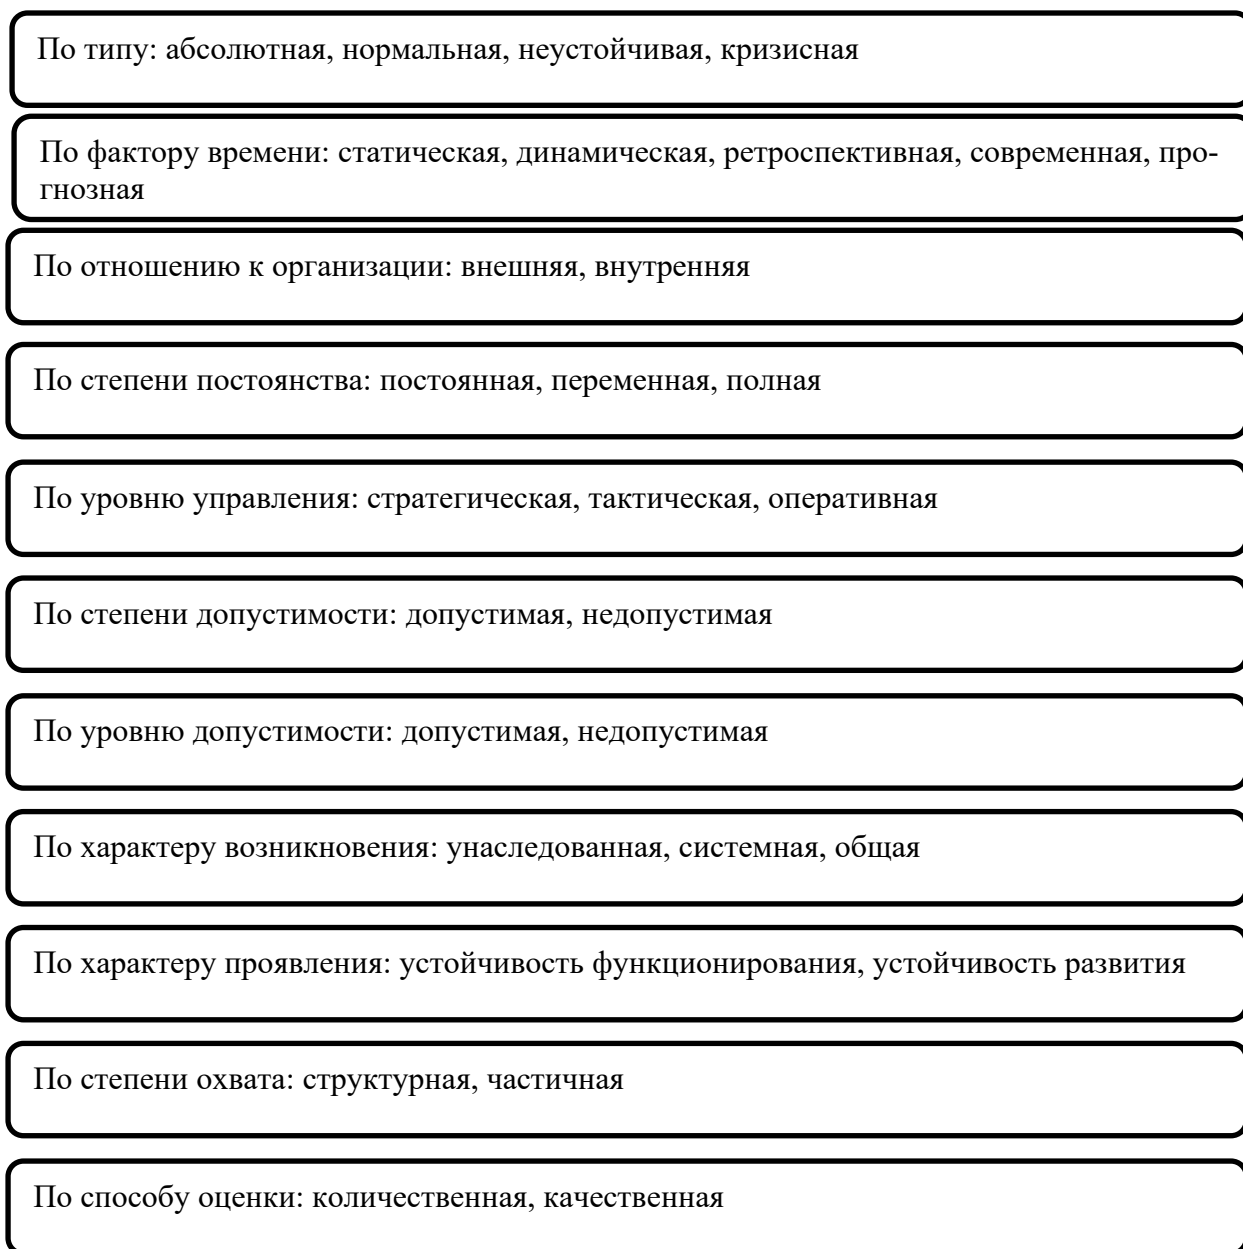 По типу: абсолютная, нормальная, неустойчивая, кризисная
По фактору времени: статическая, динамическая, ретроспективная, современная, про-
гнозная
По отношению к организации: внешняя, внутренняя
По степени постоянства: постоянная, переменная, полная
По уровню управления: стратегическая, тактическая, оперативная
По степени допустимости: допустимая, недопустимая
По уровню допустимости: допустимая, недопустимая
По характеру возникновения: унаследованная, системная, общая
По характеру проявления: устойчивость функционирования, устойчивость развития
По степени охвата: структурная, частичная
По способу оценки: количественная, качественная